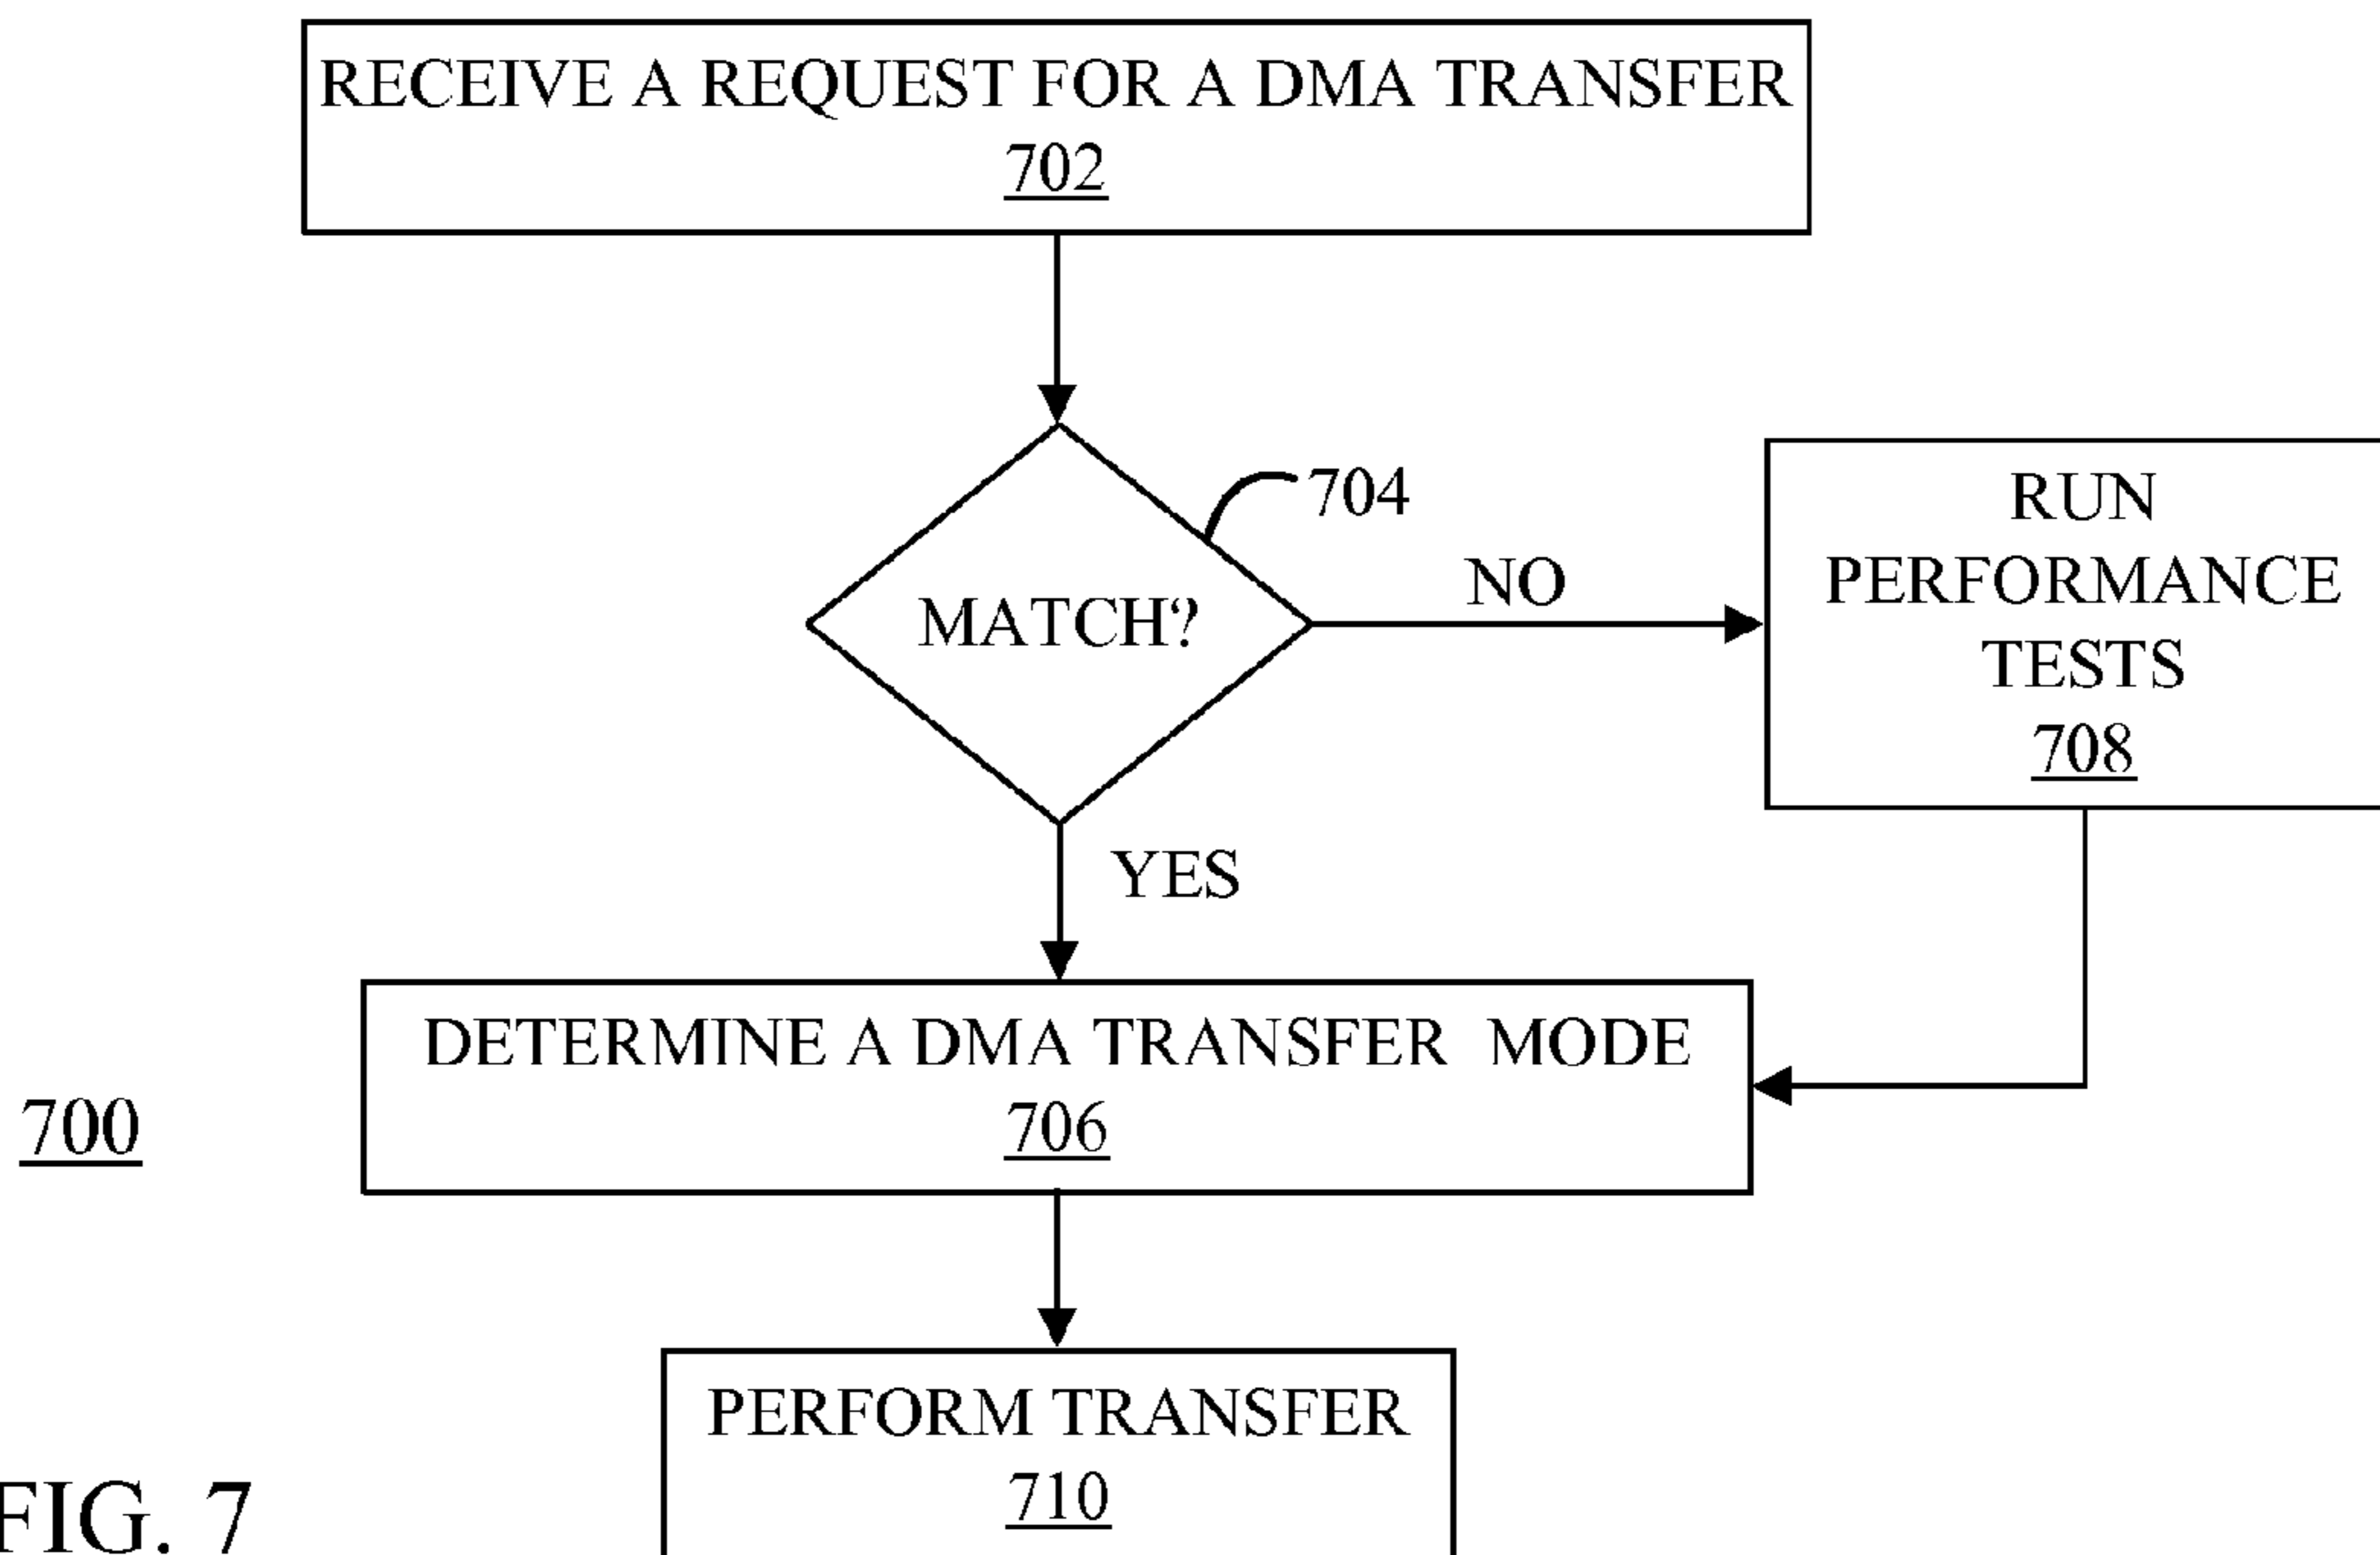 RECEIVE A REQUEST FOR A DMA TRANSFER
702
704
MATCH?
NO
RUN
PERFORMANCE
TESTS
708
YES
DETERMINE A DMA TRANSFER MODE
706
700
PERFORM TRANSFER
710
FIG. 7